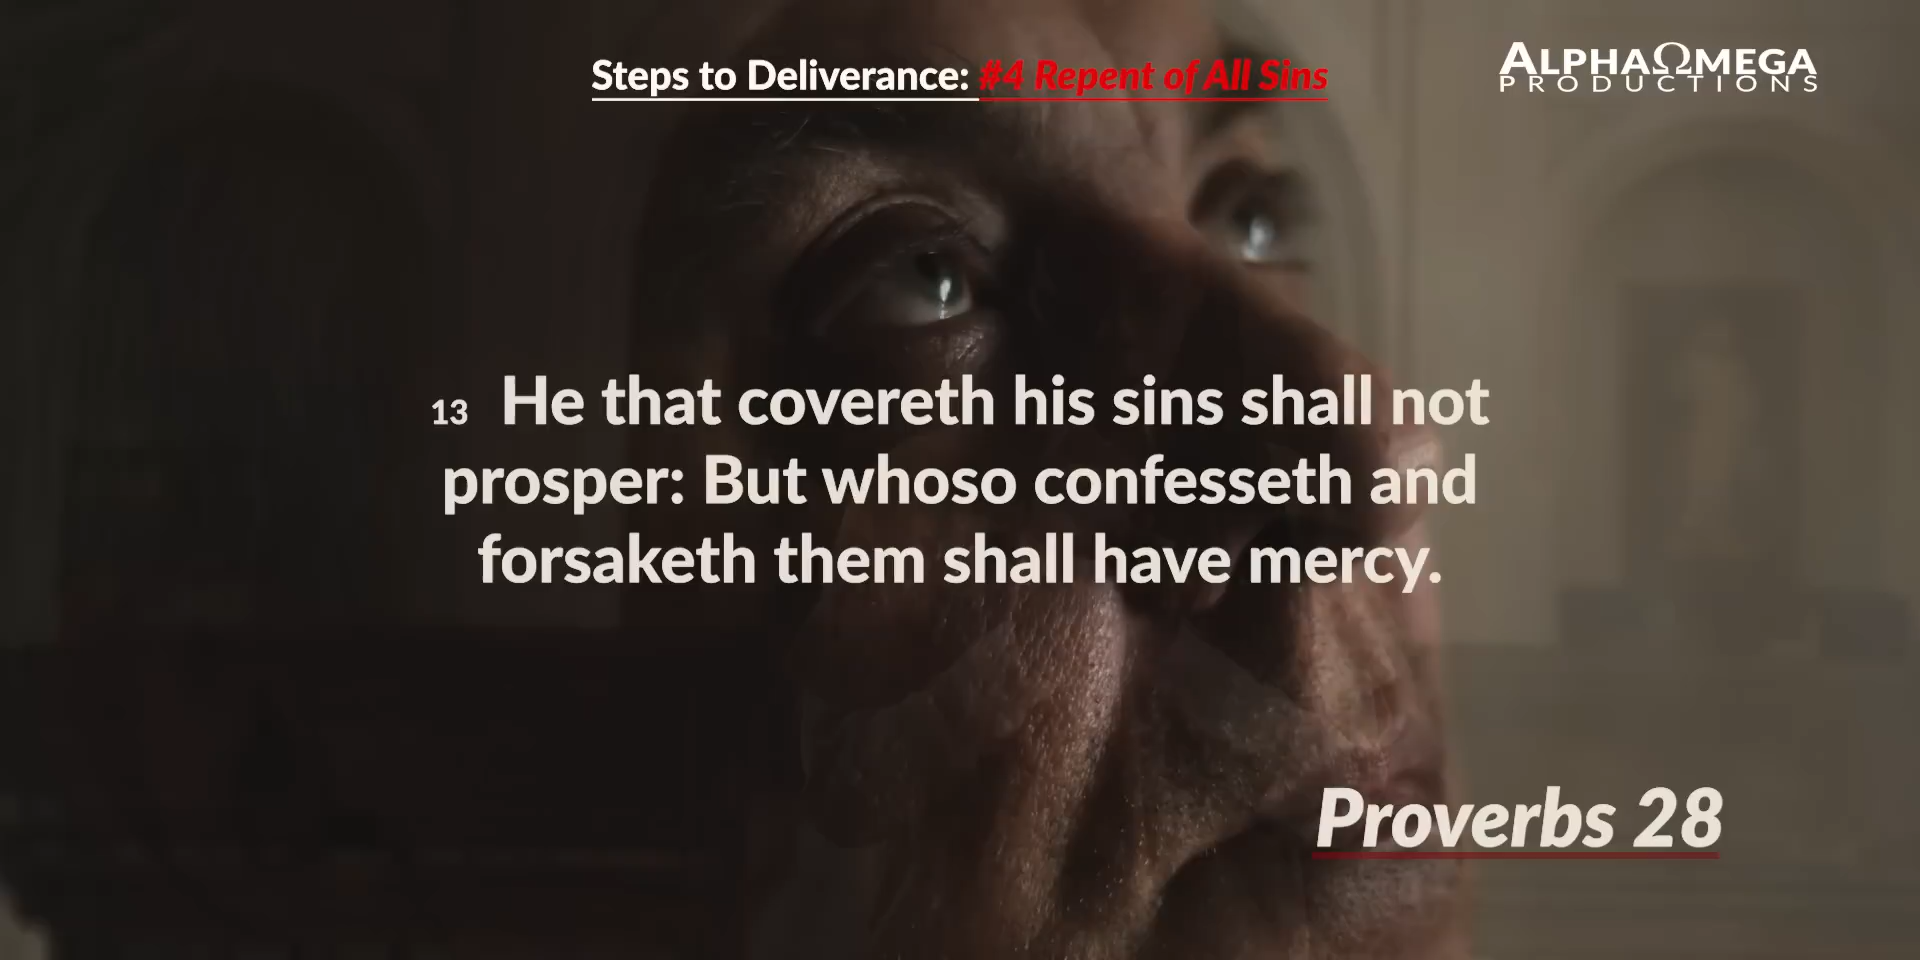 Steps to Deliverance: #4 Repent of All Sins
ALPHAΩMEGA
PRODUCTIONS
13 He that covereth his sins shall not
prosper: But whoso confesseth and
forsaketh them shall have mercy.
Proverbs 28